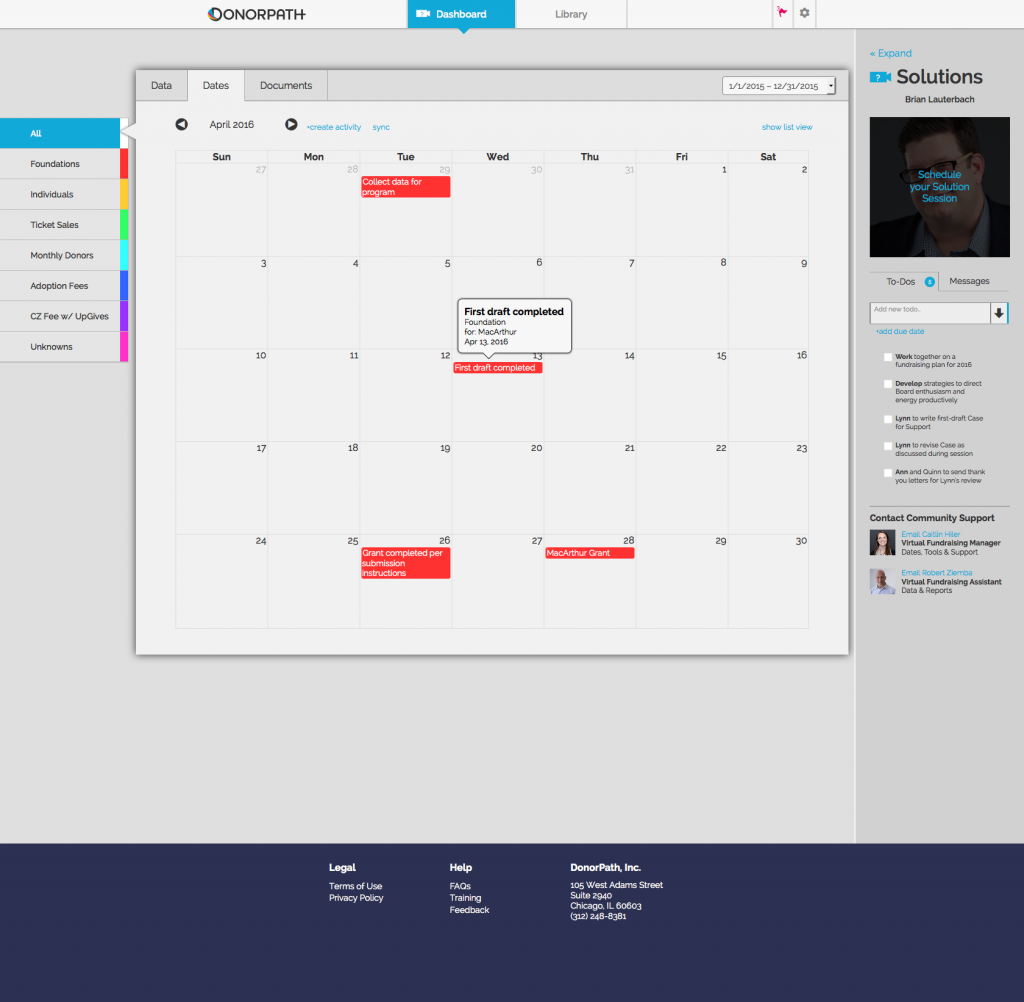 DONORPATH
? Dashboard
Library
« Expand
? Solutions
Brian Lauterbach
Schedule
your Solution
Session
Data
Dates
Documents
1/1/2015 – 12/31/2015
April 2016
+create activity
sync
show list view
All
Foundations
Individuals
Ticket Sales
Monthly Donors
Adoption Fees
CZ Fee w/ UpGives
Unknowns
Sun Mon Tue Wed Thu Fri Sat
27 28 29 30 31 1 2
Collect data for
program
3 4 5 6 7 8 9
First draft completed
Foundation
for: MacArthur
Apr 13, 2016
10 11 12 13 14 15 16
First draft completed
17 18 19 20 21 22 23
24 25 26 27 28 29 30
Grant completed per
submission
instructions
MacArthur Grant
To-Dos 5
Messages
Add new todo..
+add due date
Work together on a
fundraising plan for 2016
Develop strategies to direct
Board enthusiasm and
energy productively
Lynn to write first-draft Case
for Support
Lynn to revise Case as
discussed during session
Ann and Quinn to send thank
you letters for Lynn's review
Contact Community Support
Email Caitlin Hiler
Virtual Fundraising Manager
Dates, Tools & Support
Email Robert Ziemba
Virtual Fundraising Assistant
Data & Reports
Legal
Terms of Use
Privacy Policy
Help
FAQs
Training
Feedback
DonorPath, Inc.
105 West Adams Street
Suite 2940
Chicago, IL 60603
(312) 248-8381